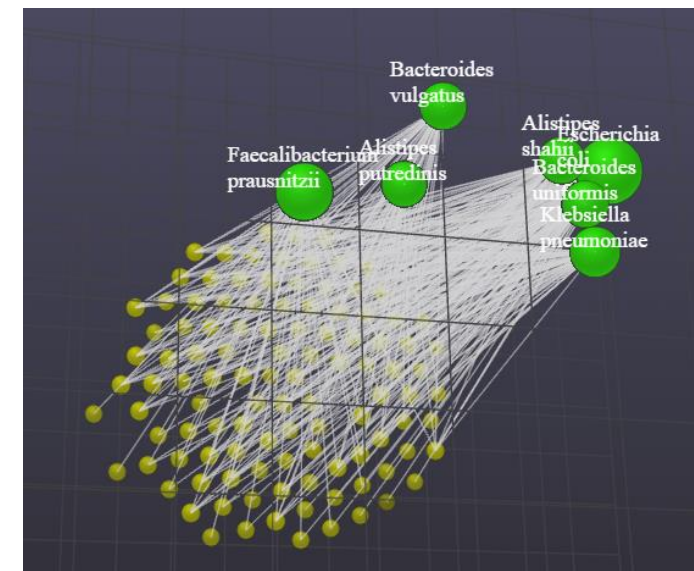 Bacteroides
vulgatus
Faecalibacterium
prausnitzii
Alistipes
putredinis
Alistipes
shahii
Escherichia
coli
Bacteroides
uniformis
Klebsiella
pneumoniae